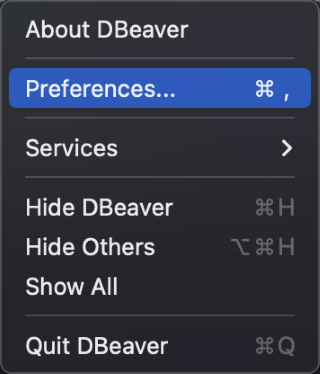 About DBeaver
Preferences... ⌘ ,
Services
Hide DBeaver ⌘H
Hide Others ⌥⌘H
Show All
Quit DBeaver ⌘Q